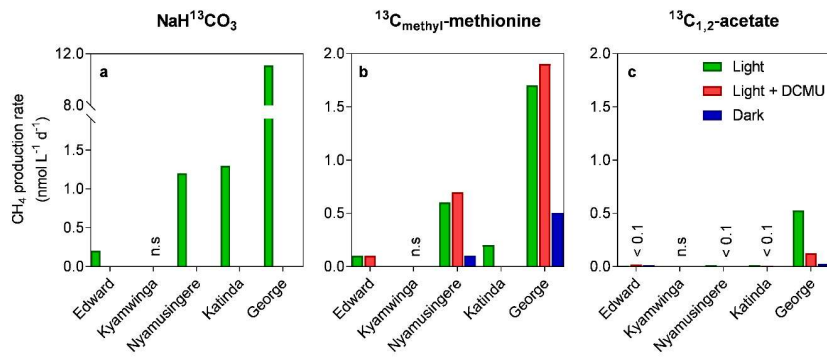 NaH¹³CO₃
¹³C_methyl-methionine
¹³C₁,₂-acetate
CH₄ production rate
(nmol L⁻¹ d⁻¹)
a
12.0
8.0
1.5
1.0
0.5
0.0
n.s
Edward
Kyamwinga
Nyamusingere
Katinda
George
b
2.0
1.5
1.0
0.5
0.0
n.s
Edward
Kyamwinga
Nyamusingere
Katinda
George
c
2.0
1.5
1.0
0.5
0.0
Light
Light + DCMU
Dark
< 0.1
n.s
< 0.1
< 0.1
Edward
Kyamwinga
Nyamusingere
Katinda
George